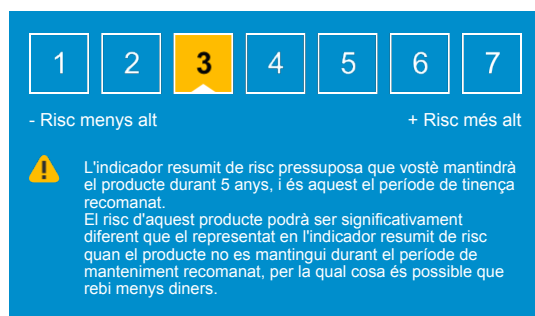 1 2 3 4 5 6 7
- Risc menys alt + Risc més alt
L'indicador resumit de risc pressuposa que vostè mantindrà
el producte durant 5 anys, i és aquest el període de tinença
recomanat.
El risc d'aquest producte podrà ser significativament
diferent que el representat en l'indicador resumit de risc
quan el producte no es mantingui durant el període de
manteniment recomanat, per la qual cosa és possible que
rebi menys diners.